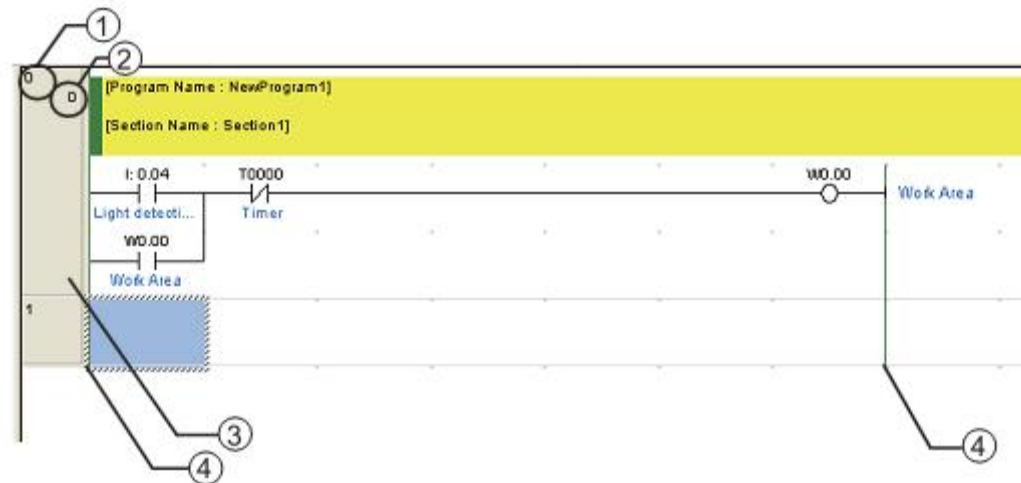 ①
②
0
0
[Program Name : NewProgram1]
[Section Name : Section1]
I: 0.04 T0000 W0.00
Work Area
Light detecti... Timer
W0.00
Work Area
1
③
④
④